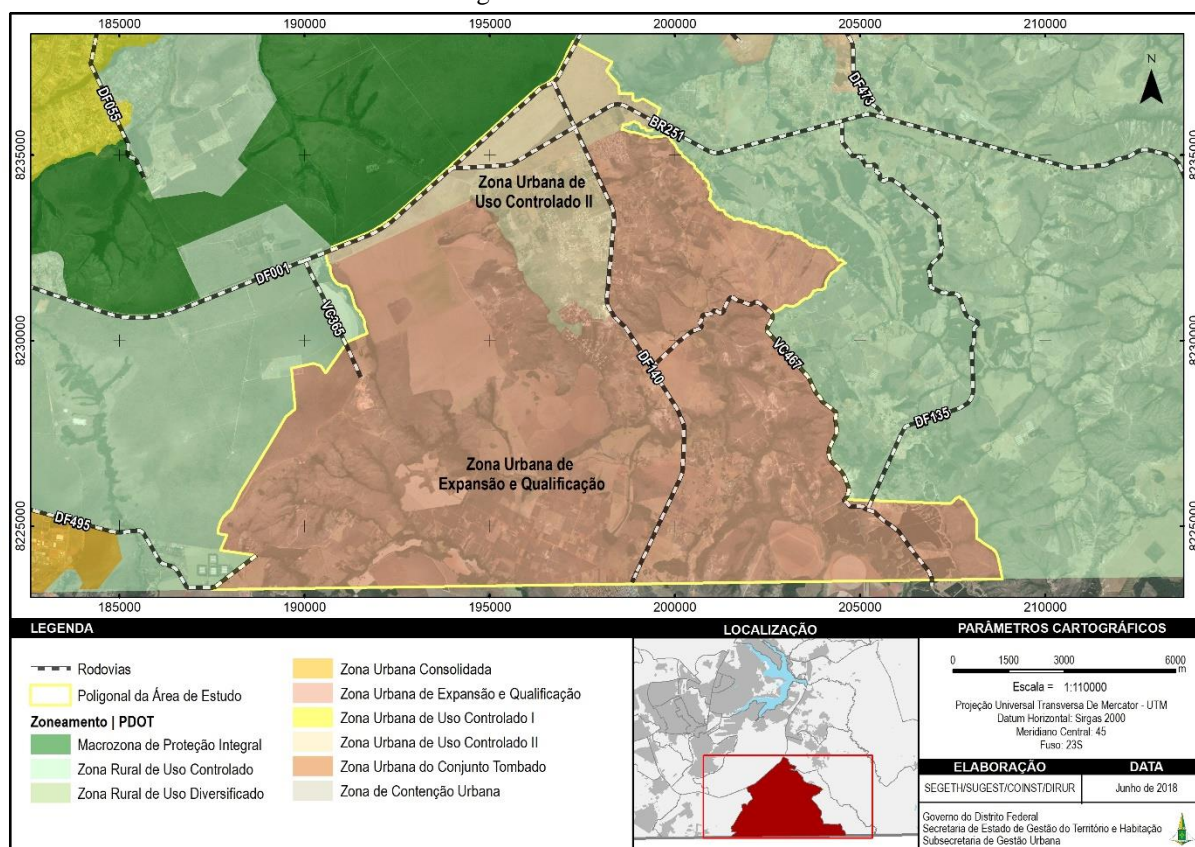 185000
190000
195000
200000
205000
210000
N
DF055
DF473
BR251
8235000
8235000
Zona Urbana de
Uso Controlado II
DF001
VC365
8230000
8230000
DF140
VC467
DF135
Zona Urbana de
Expansão e Qualificação
DF495
8225000
8225000
185000
190000
195000
200000
205000
210000
LEGENDA
Rodovias
Poligonal da Área de Estudo
Zoneamento | PDOT
Macrozona de Proteção Integral
Zona Rural de Uso Controlado
Zona Rural de Uso Diversificado
Zona Urbana Consolidada
Zona Urbana de Expansão e Qualificação
Zona Urbana de Uso Controlado I
Zona Urbana de Uso Controlado II
Zona Urbana do Conjunto Tombado
Zona de Contenção Urbana
LOCALIZAÇÃO
PARÂMETROS CARTOGRÁFICOS
0 1500 3000 6000
m
Escala = 1:110000
Projeção Universal Transversa De Mercator - UTM
Datum Horizontal: Sirgas 2000
Meridiano Central: 45
Fuso: 23S
ELABORAÇÃO
DATA
SEGETH/SUGEST/COINST/DIRUR
Junho de 2018
Governo do Distrito Federal
Secretaria de Estado de Gestão do Território e Habitação
Subsecretaria de Gestão Urbana